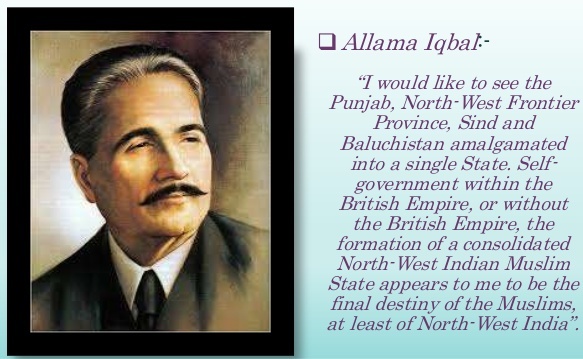 ❑ Allama Iqbal:-
“I would like to see the
Punjab, North-West Frontier
Province, Sind and
Baluchistan amalgamated
into a single State. Self-
government within the
British Empire, or without
the British Empire, the
formation of a consolidated
North-West Indian Muslim
State appears to me to be the
final destiny of the Muslims,
at least of North-West India”.